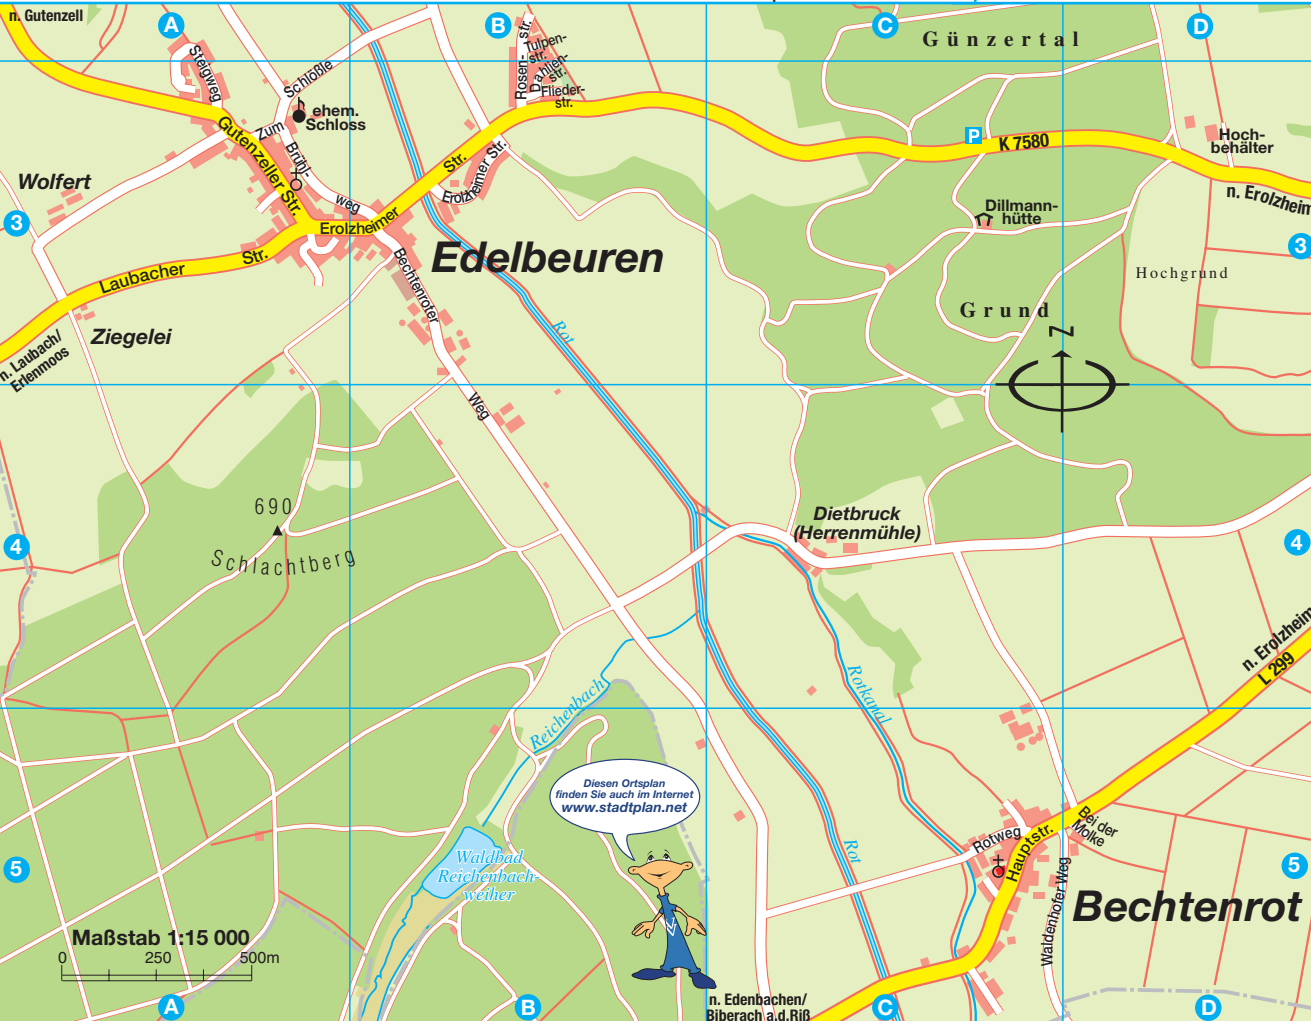 n. Gutenzell
A
B
C
D
Günzertal
Steigweg
Rosen-
str.
Tulpen-
str.
Dahlien-
str.
Flieder-
str.
Zum Schlößle
ehem.
Schloss
Gutenzeller Str.
Brühl-
weg
P
K 7580
Hoch-
behälter
n. Erolzheim
Wolfert
3
Erolzheimer Str.
Erolzheimer Str.
Dillmann-
hütte
3
Edelbeuren
Laubacher Str.
Hochgrund
Bechtenroter Weg
Grund
N
Rot
Ziegelei
n. Laubach/
Erlenmoos
690
Schlachtberg
Dietbruck
(Herrenmühle)
4
4
n. Erolzheim
L 299
Reichenbach
Rotkanal
Diesen Ortsplan
finden Sie auch im Internet
www.stadtplan.net
Rot
Rotweg
Hauptstr.
Bei der
Molke
Waldbad
Reichenbach-
weiher
5
5
Waldenhofer Weg
Bechtenrot
Maßstab 1:15 000
0 250 500m
n. Edenbachen/
Biberach a.d.Riß
A
B
C
D